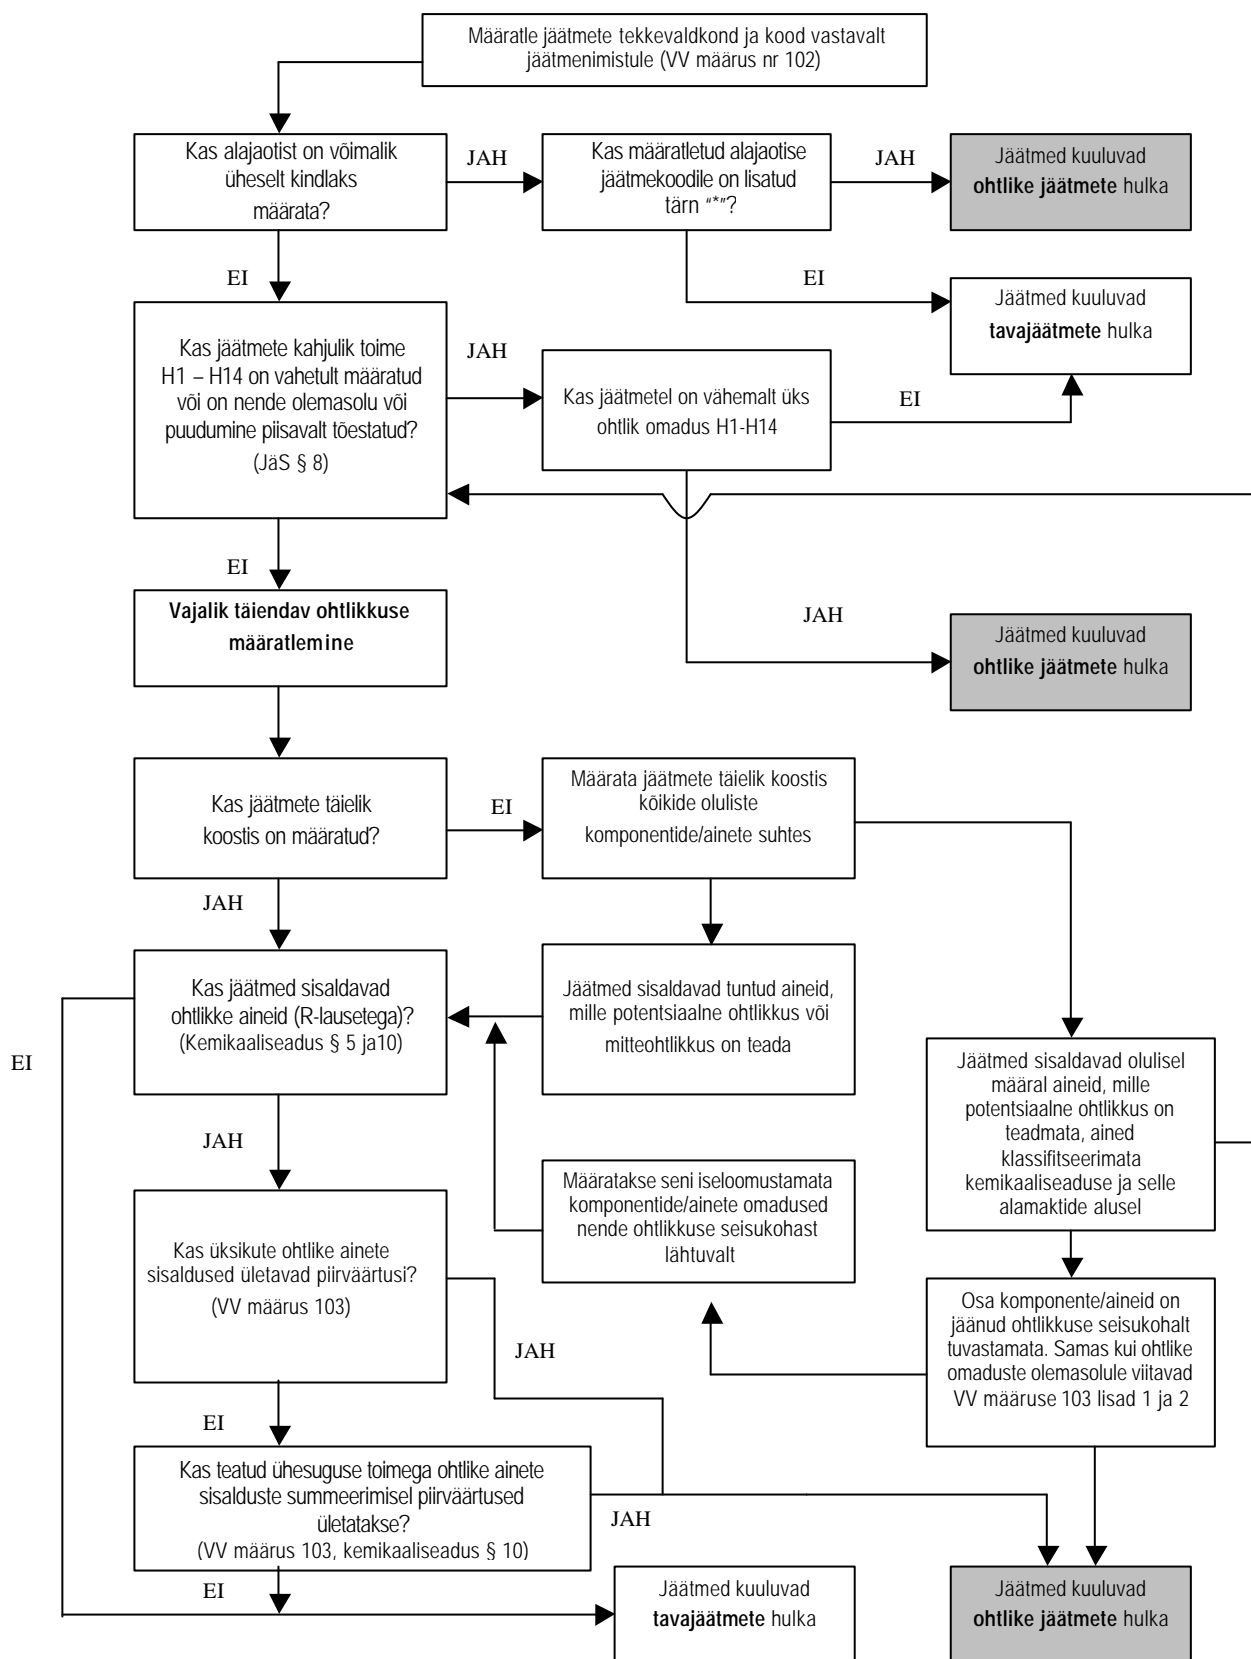 Määratle jäätmete tekkevaldkond ja kood vastavalt
jäätmenimistule (VV määrus nr 102)
Kas alajaotist on võimalik
üheselt kindlaks
määrata?
JAH
Kas määratletud alajaotise
jäätmekoodile on lisatud
tärn "*"?
JAH
Jäätmed kuuluvad
ohtlike jäätmete hulka
EI
EI
Jäätmed kuuluvad
tavajäätmete hulka
Kas jäätmete kahjulik toime
H1 – H14 on vahetult määratud
või on nende olemasolu või
puudumine piisavalt tõestatud?
(JäS § 8)
JAH
Kas jäätmetel on vähemalt üks
ohtlik omadus H1-H14
EI
EI
Vajalik täiendav ohtlikkuse
määratlemine
JAH
Jäätmed kuuluvad
ohtlike jäätmete hulka
Kas jäätmete täielik
koostis on määratud?
EI
Määrata jäätmete täielik koostis
kõikide oluliste
komponentide/ainete suhtes
JAH
Kas jäätmed sisaldavad
ohtlikke aineid (R-lausetega)?
(Kemikaaliseadus § 5 ja10)
Jäätmed sisaldavad tuntud aineid,
mille potentsiaalne ohtlikkus või
mitteohtlikkus on teada
EI
Jäätmed sisaldavad olulisel
määral aineid, mille
potentsiaalne ohtlikkus on
teadmata, ained
klassifitseerimata
kemikaaliseaduse ja selle
alamaktide alusel
JAH
Määratakse seni iseloomustamata
komponentide/ainete omadused
nende ohtlikkuse seisukohast
lähtuvalt
Kas üksikute ohtlike ainete
sisaldused ületavad piirväärtusi?
(VV määrus 103)
Osa komponente/aineid on
jäänud ohtlikkuse seisukohalt
tuvastamata. Samas kui ohtlike
omaduste olemasolule viitavad
VV määruse 103 lisad 1 ja 2
JAH
EI
Kas teatud ühesuguse toimega ohtlike ainete
sisalduste summeerimisel piirväärtused
ületatakse?
(VV määrus 103, kemikaaliseadus § 10)
JAH
EI
Jäätmed kuuluvad
tavajäätmete hulka
Jäätmed kuuluvad
ohtlike jäätmete hulka